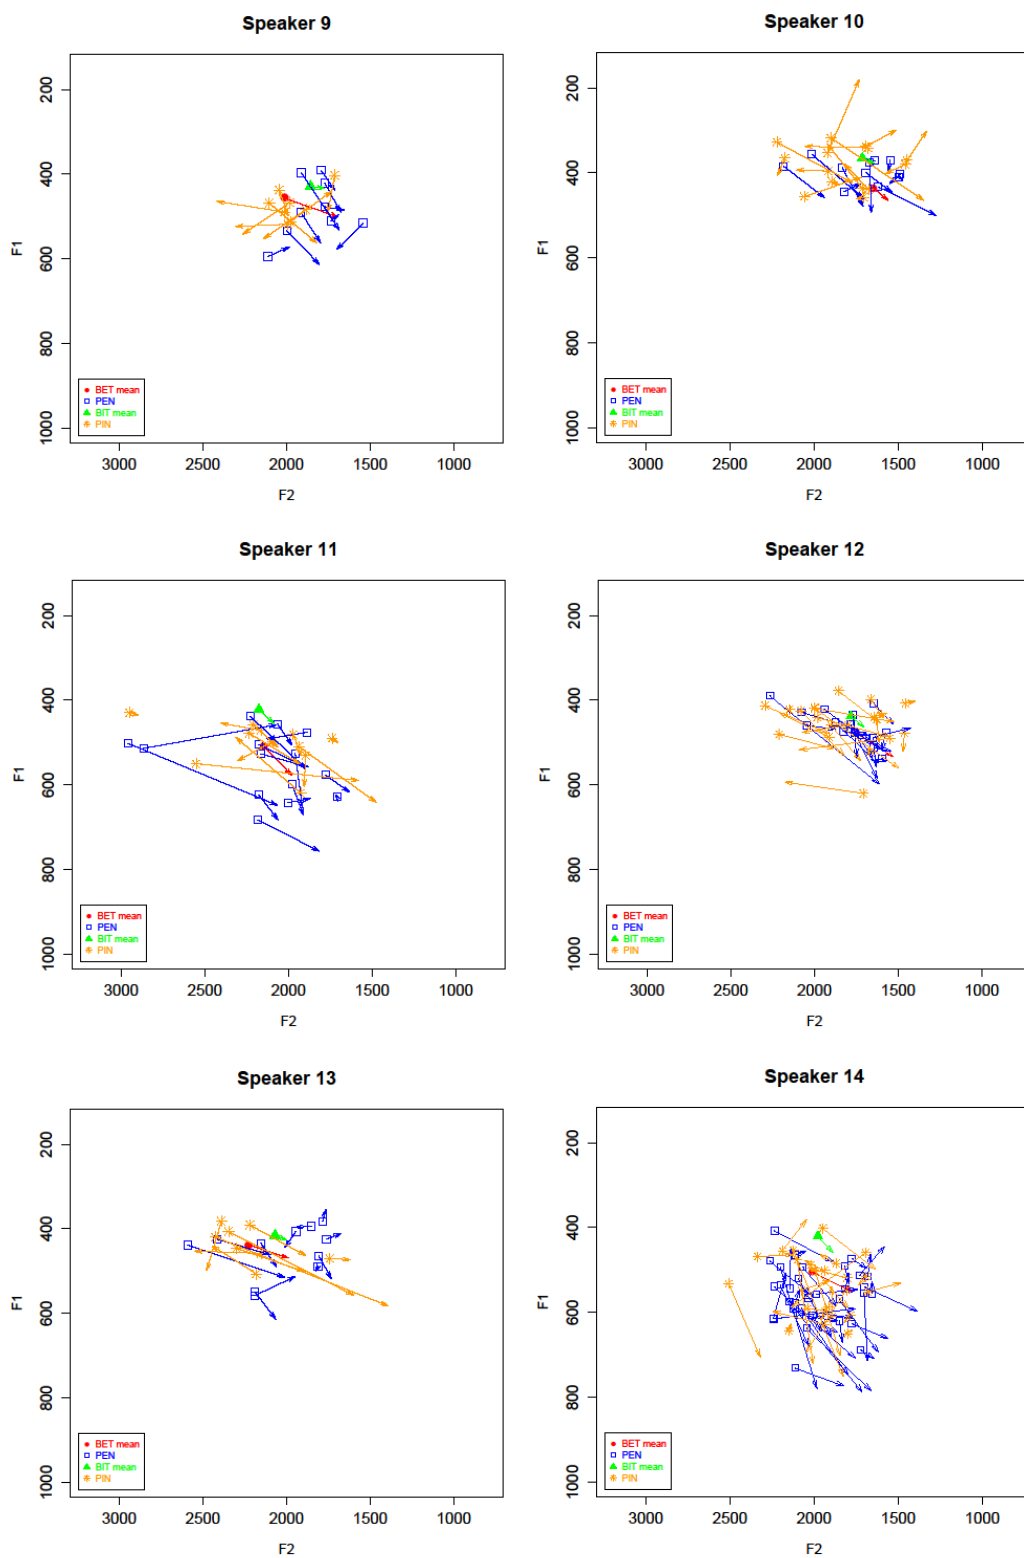 Speaker 9
200
400
600
800
1000
F1
BET mean
PEN
BIT mean
PIN
3000 2500 2000 1500 1000
F2
Speaker 10
200
400
600
800
1000
F1
BET mean
PEN
BIT mean
PIN
3000 2500 2000 1500 1000
F2
Speaker 11
200
400
600
800
1000
F1
BET mean
PEN
BIT mean
PIN
3000 2500 2000 1500 1000
F2
Speaker 12
200
400
600
800
1000
F1
BET mean
PEN
BIT mean
PIN
3000 2500 2000 1500 1000
F2
Speaker 13
200
400
600
800
1000
F1
BET mean
PEN
BIT mean
PIN
3000 2500 2000 1500 1000
F2
Speaker 14
200
400
600
800
1000
F1
BET mean
PEN
BIT mean
PIN
3000 2500 2000 1500 1000
F2